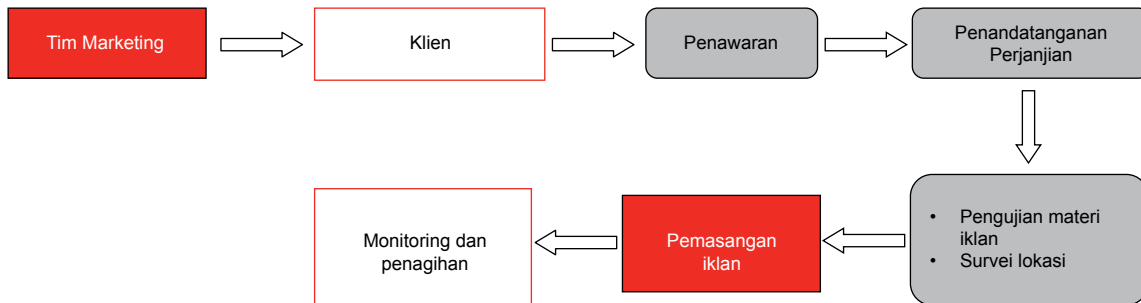 Tim Marketing
Klien
Penawaran
Penandatanganan
Perjanjian
• Pengujian materi
iklan
• Survei lokasi
Pemasangan
iklan
Monitoring dan
penagihan